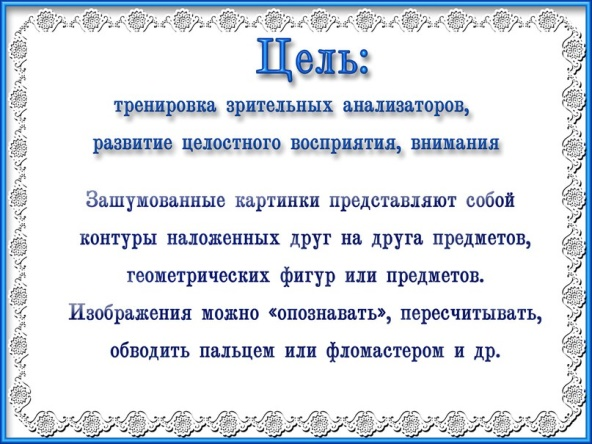 Цель:
тренировка зрительных анализаторов,
развитие целостного восприятия, внимания
Зашумованные картинки представляют собой
контуры наложенных друг на друга предметов,
геометрических фигур или предметов.
Изображения можно «опознавать», пересчитывать,
обводить пальцем или фломастером и др.